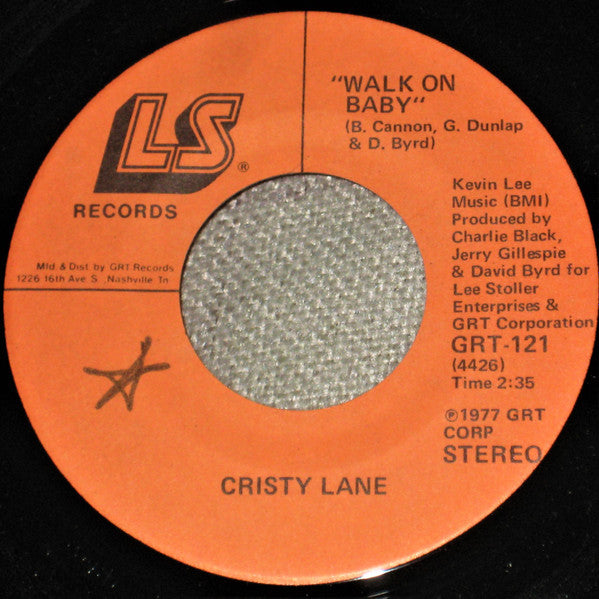 LS
®
RECORDS
Mfd. & Dist by GRT Records
1226 16th Ave S. Nashville Tn
"WALK ON
BABY"
(B. Cannon, G. Dunlap
& D. Byrd)
Kevin Lee
Music (BMI)
Produced by
Charlie Black,
Jerry Gillespie
& David Byrd for
Lee Stoller
Enterprises &
GRT Corporation
GRT-121
(4426)
Time 2:35
℗1977 GRT
CORP
STEREO
CRISTY LANE